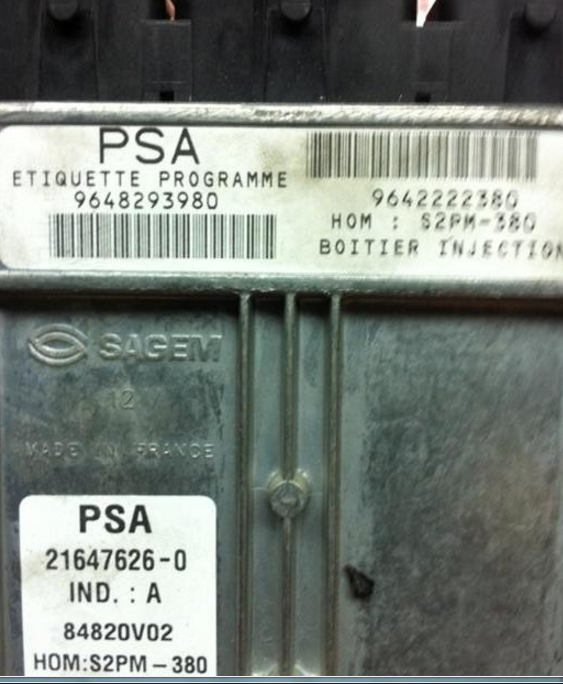 PSA
ETIQUETTE PROGRAMME
9648293980
9642222380
HOM : S2PM-380
BOITIER INJECTION
SAGEM
12 V
MADE IN FRANCE
PSA
21647626-0
IND. : A
84820V02
HOM:S2PM-380